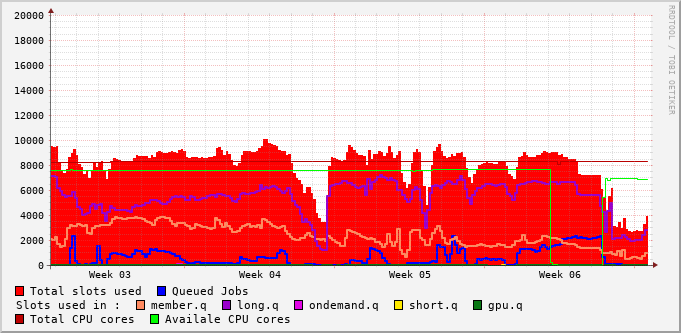 RRDTOOL / TOBI OETIKER
20000
18000
16000
14000
12000
10000
8000
6000
4000
2000
0
Week 03 Week 04 Week 05 Week 06
Total slots used Queued Jobs
Slots used in : member.q long.q ondemand.q short.q gpu.q
Total CPU cores Availale CPU cores